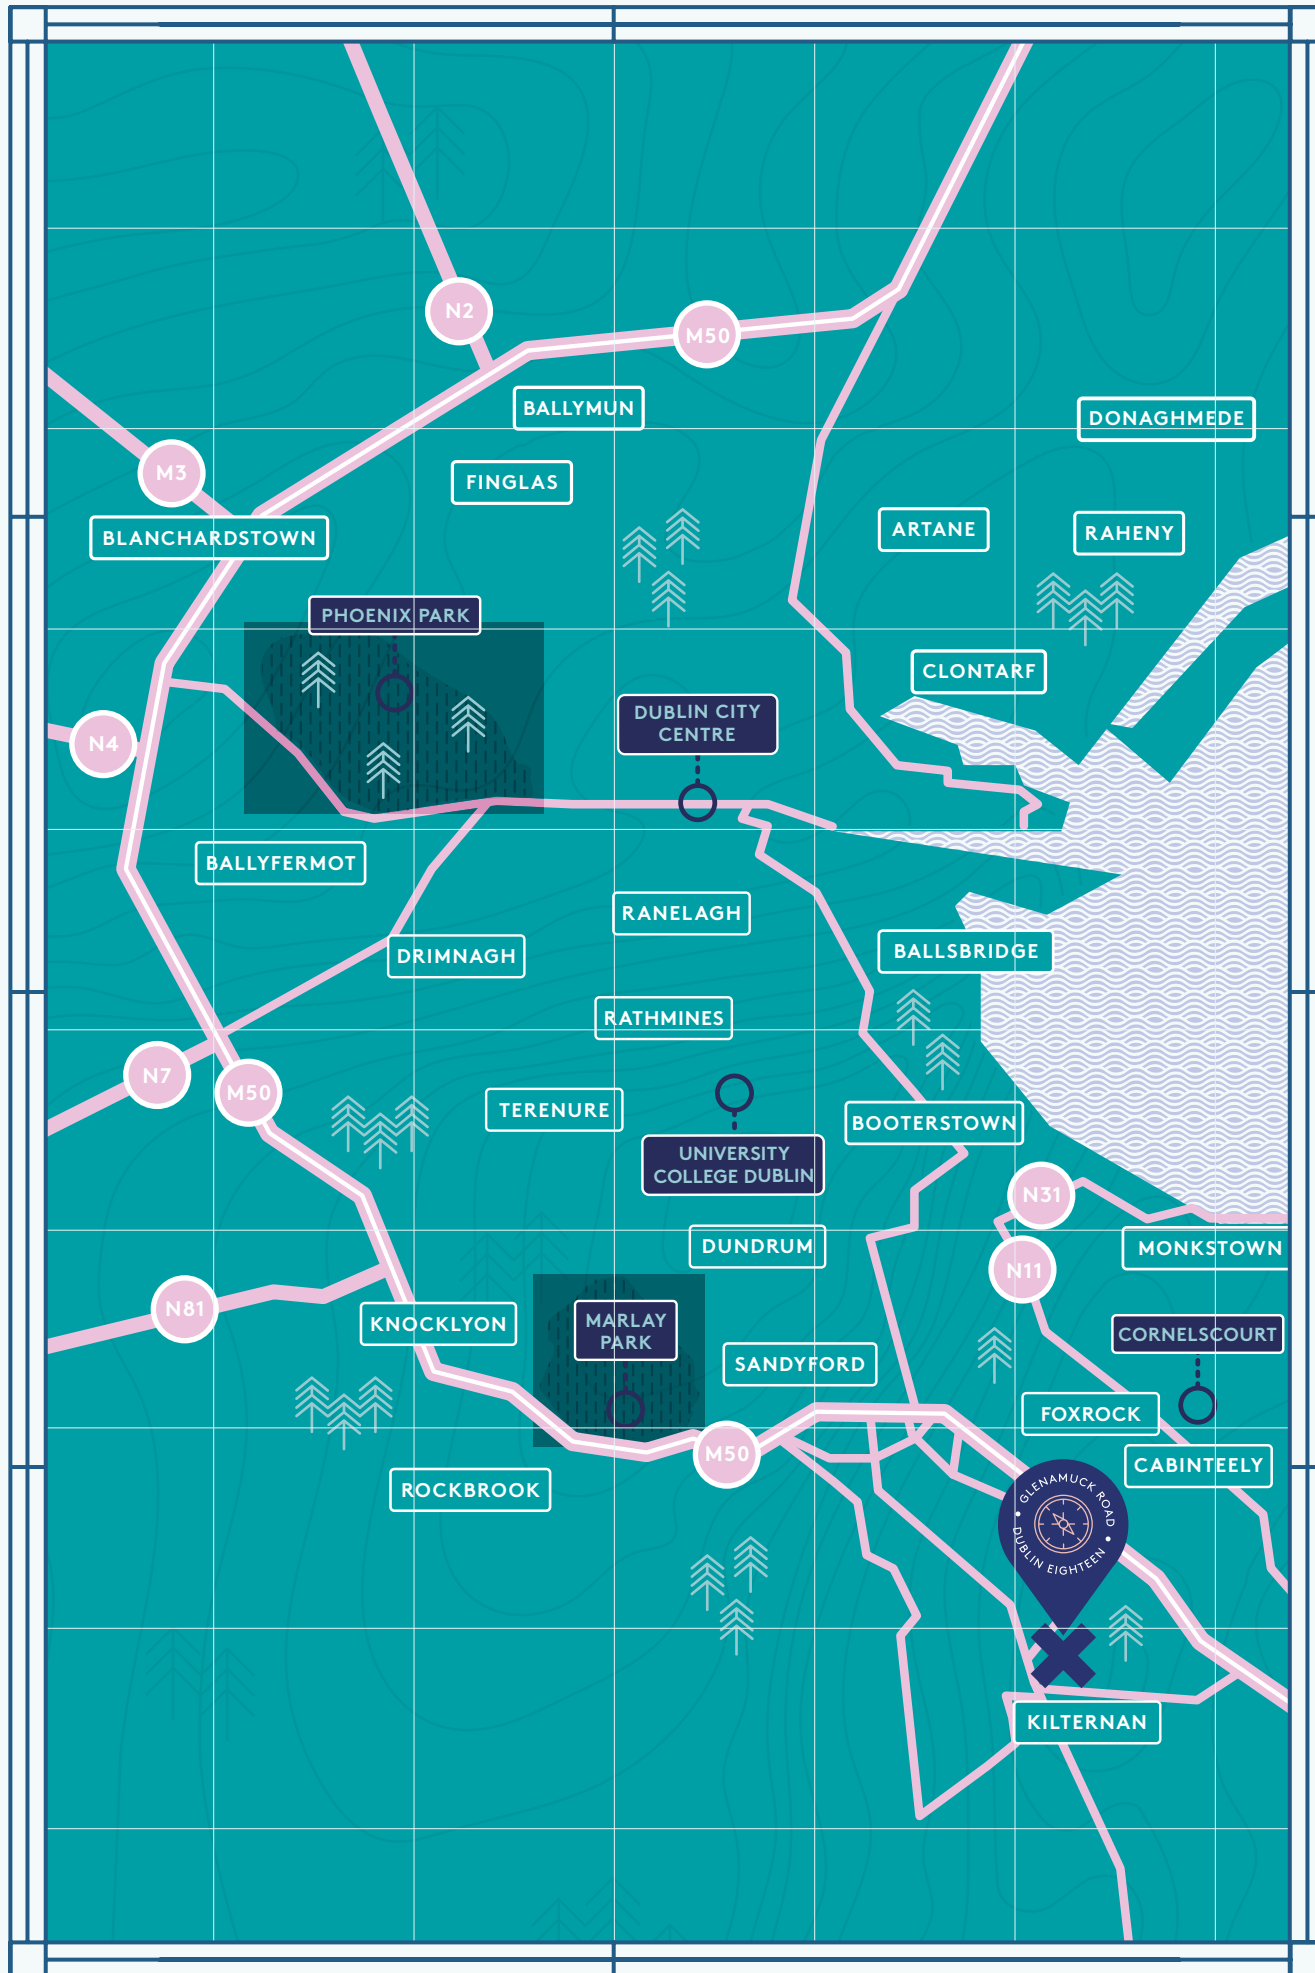 N2
M50
BALLYMUN
DONAGHMEDE
M3
FINGLAS
BLANCHARDSTOWN
ARTANE
RAHENY
PHOENIX PARK
CLONTARF
DUBLIN CITY
CENTRE
N4
BALLYFERMOT
RANELAGH
DRIMNAGH
BALLSBRIDGE
RATHMINES
N7
M50
TERENURE
BOOTERSTOWN
UNIVERSITY
COLLEGE DUBLIN
N31
DUNDRUM
MONKSTOWN
N11
N81
KNOCKLYON
MARLAY
PARK
CORNELSCOURT
SANDYFORD
FOXROCK
M50
CABINTEELY
ROCKBROOK
GLENAMUCK ROAD
DUBLIN EIGHTEEN
KILTERNAN